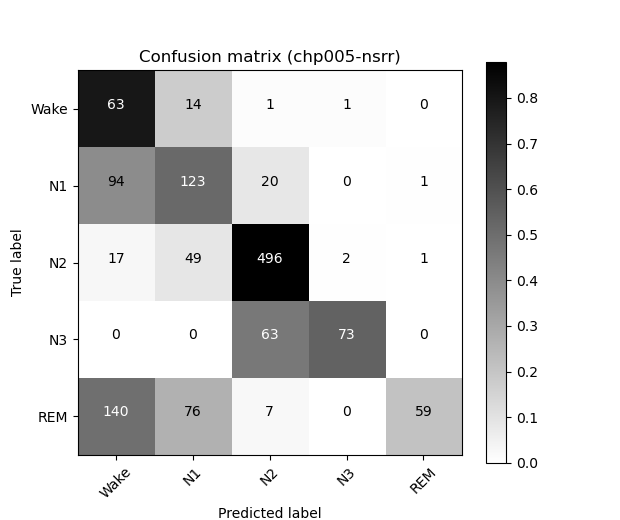 Confusion matrix (chp005-nsrr)
Wake 63 14 1 1 0
N1 94 123 20 0 1
N2 17 49 496 2 1
N3 0 0 63 73 0
REM 140 76 7 0 59
Wake N1 N2 N3 REM
True label
Predicted label
0.8
0.7
0.6
0.5
0.4
0.3
0.2
0.1
0.0